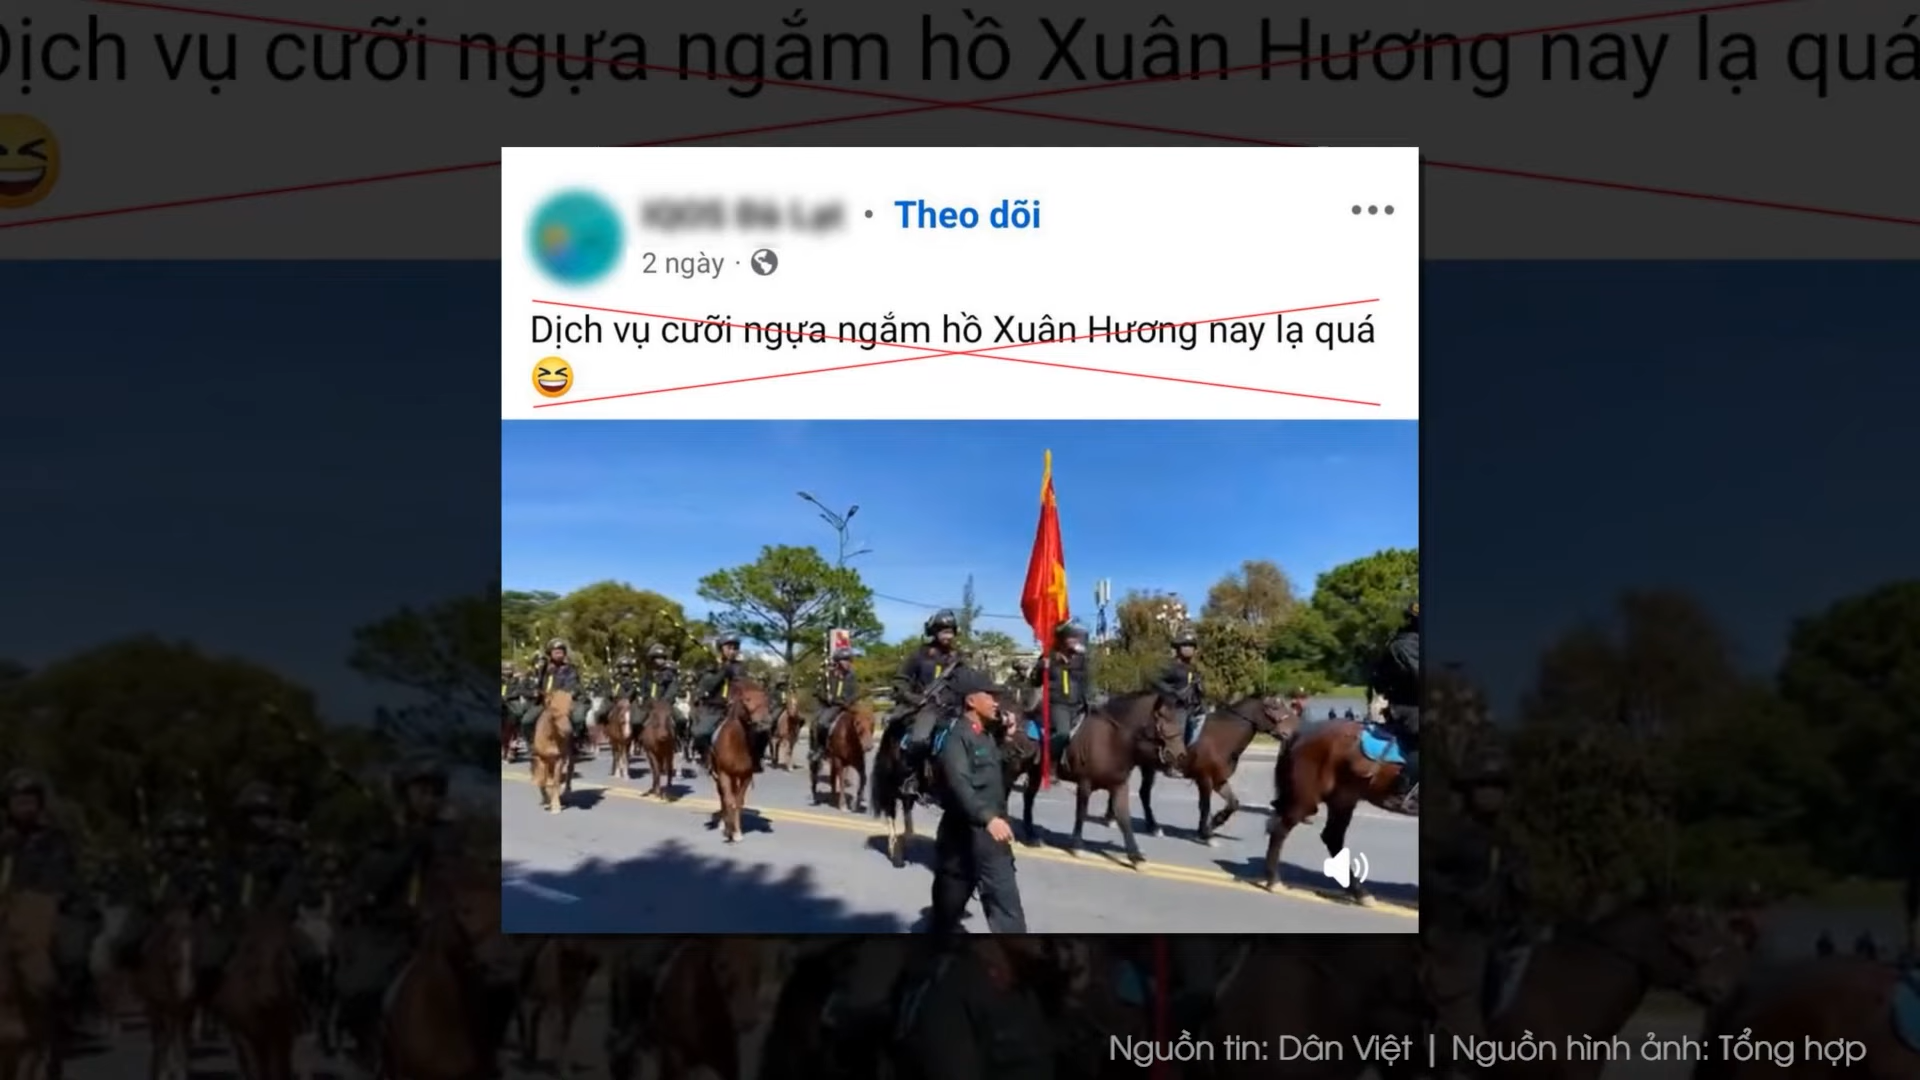 Dịch vụ cưỡi ngựa ngắm hồ Xuân Hương nay lạ quá
Theo dõi
2 ngày
Dịch vụ cưỡi ngựa ngắm hồ Xuân Hương nay lạ quá
Nguồn tin: Dân Việt | Nguồn hình ảnh: Tổng hợp